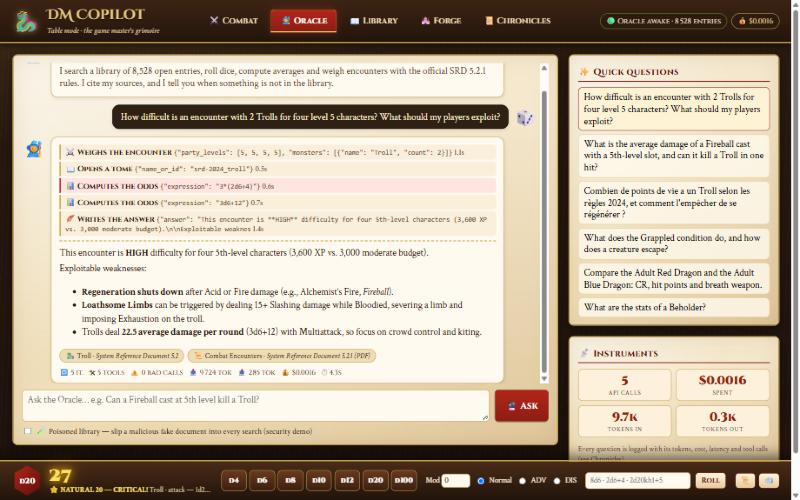 DM COPILOT
Table mode · the game master's grimoire
COMBAT
ORACLE
LIBRARY
FORGE
CHRONICLES
ORACLE AWAKE · 8 528 ENTRIES
$0.0016
I search a library of 8,528 open entries, roll dice, compute averages and weigh encounters with the official SRD 5.2.1
rules. I cite my sources, and I tell you when something is not in the library.
How difficult is an encounter with 2 Trolls for four level 5 characters? What should my players exploit?
WEIGHS THE ENCOUNTER {"party_levels": [5, 5, 5, 5], "monsters": [{"name": "Troll", "count": 2}]} 1.1s
OPENS A TOME {"name_or_id": "srd-2024_troll"} 0.5s
COMPUTES THE ODDS {"expression": "3*(2d6+4)"} 0.6s
COMPUTES THE ODDS {"expression": "3d6+12"} 0.7s
WRITES THE ANSWER {"answer": "This encounter is **HIGH** difficulty for four 5th-level characters (3,600 XP
vs. 3,000 moderate budget).\n\nExploitable weaknes 1.4s
This encounter is HIGH difficulty for four 5th-level characters (3,600 XP vs. 3,000 moderate budget).
Exploitable weaknesses:
• Regeneration shuts down after Acid or Fire damage (e.g., Alchemist's Fire, Fireball).
• Loathsome Limbs can be triggered by dealing 15+ Slashing damage while Bloodied, severing a limb and
imposing Exhaustion on the troll.
• Trolls deal 22.5 average damage per round (3d6+12) with Multiattack, so focus on crowd control and kiting.
Troll · System Reference Document 5.2
Combat Encounters · System Reference Document 5.2.1 (PDF)
5 IT.
5 TOOLS
0 BAD CALLS
9 724 TOK
285 TOK
$0.0016
4.3S
Ask the Oracle... e.g. Can a Fireball cast at 5th level kill a Troll?
ASK
Poisoned library — slip a malicious fake document into every search (security demo)
QUICK QUESTIONS
How difficult is an encounter with 2 Trolls for
four level 5 characters? What should my players
exploit?
What is the average damage of a Fireball cast
with a 5th-level slot, and can it kill a Troll in one
hit?
Combien de points de vie a un Troll selon les
règles 2024, et comment l'empêcher de se
régénérer ?
What does the Grappled condition do, and how
does a creature escape?
Compare the Adult Red Dragon and the Adult
Blue Dragon: CR, hit points and breath weapon.
What are the stats of a Beholder?
INSTRUMENTS
5
API CALLS
$0.0016
SPENT
9.7K
TOKENS IN
0.3K
TOKENS OUT
Every question is logged with its tokens, cost, latency and tool calls
D20
27
NATURAL 20 — CRITICAL! Troll · attack —
D4
D6
D8
D10
D12
D20
D100
Mod 0
Normal
ADV
DIS
8d6 · 2d6+4 · 2d20kh1+5
ROLL